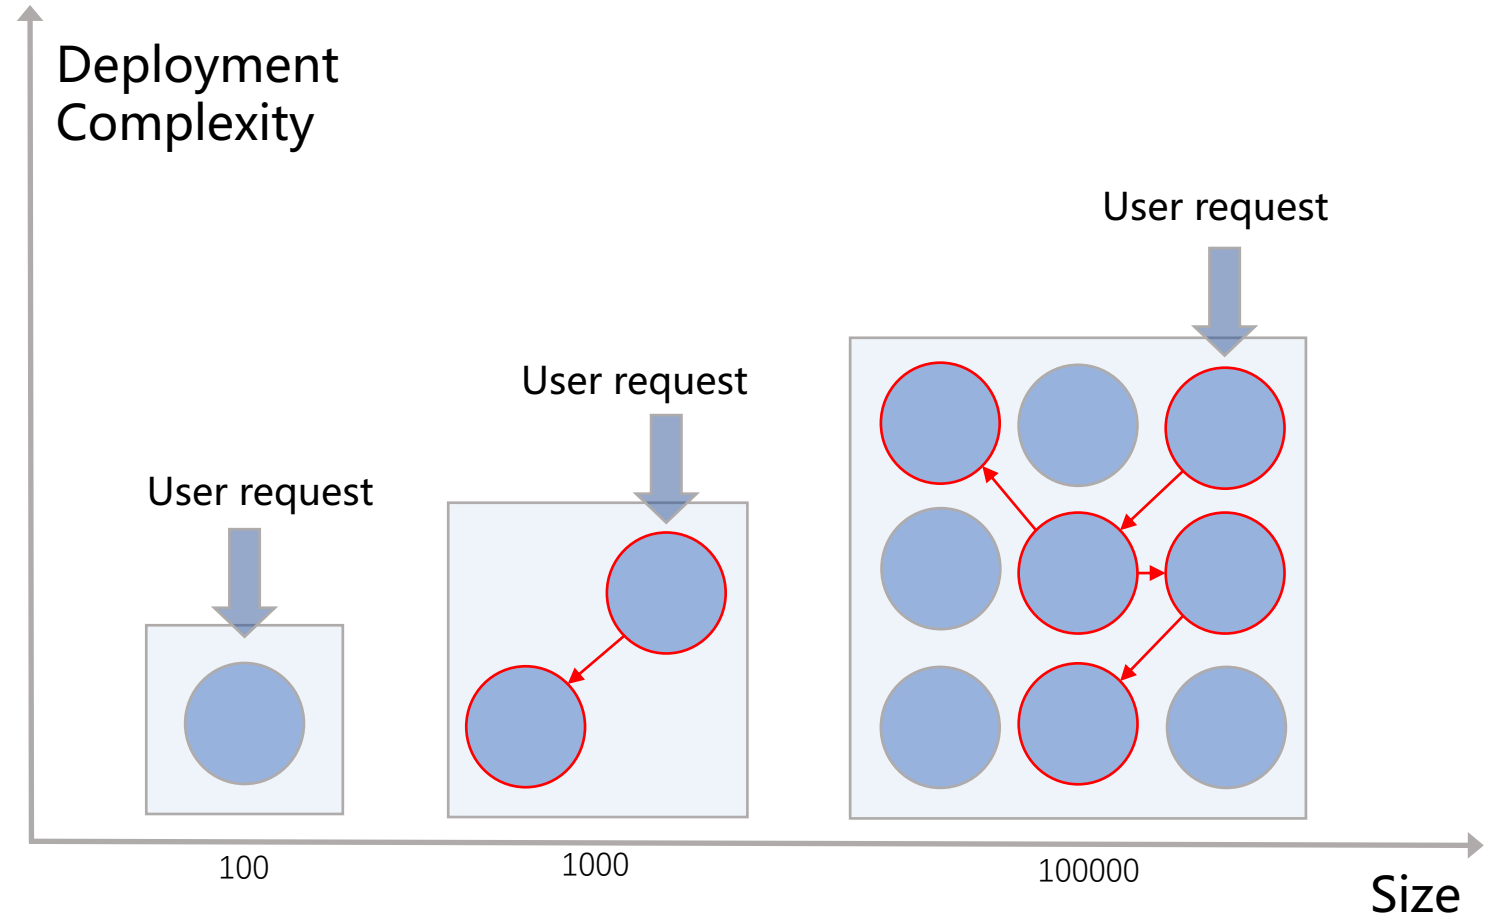 Deployment
Complexity
User request
User request
User request
100
1000
100000
Size